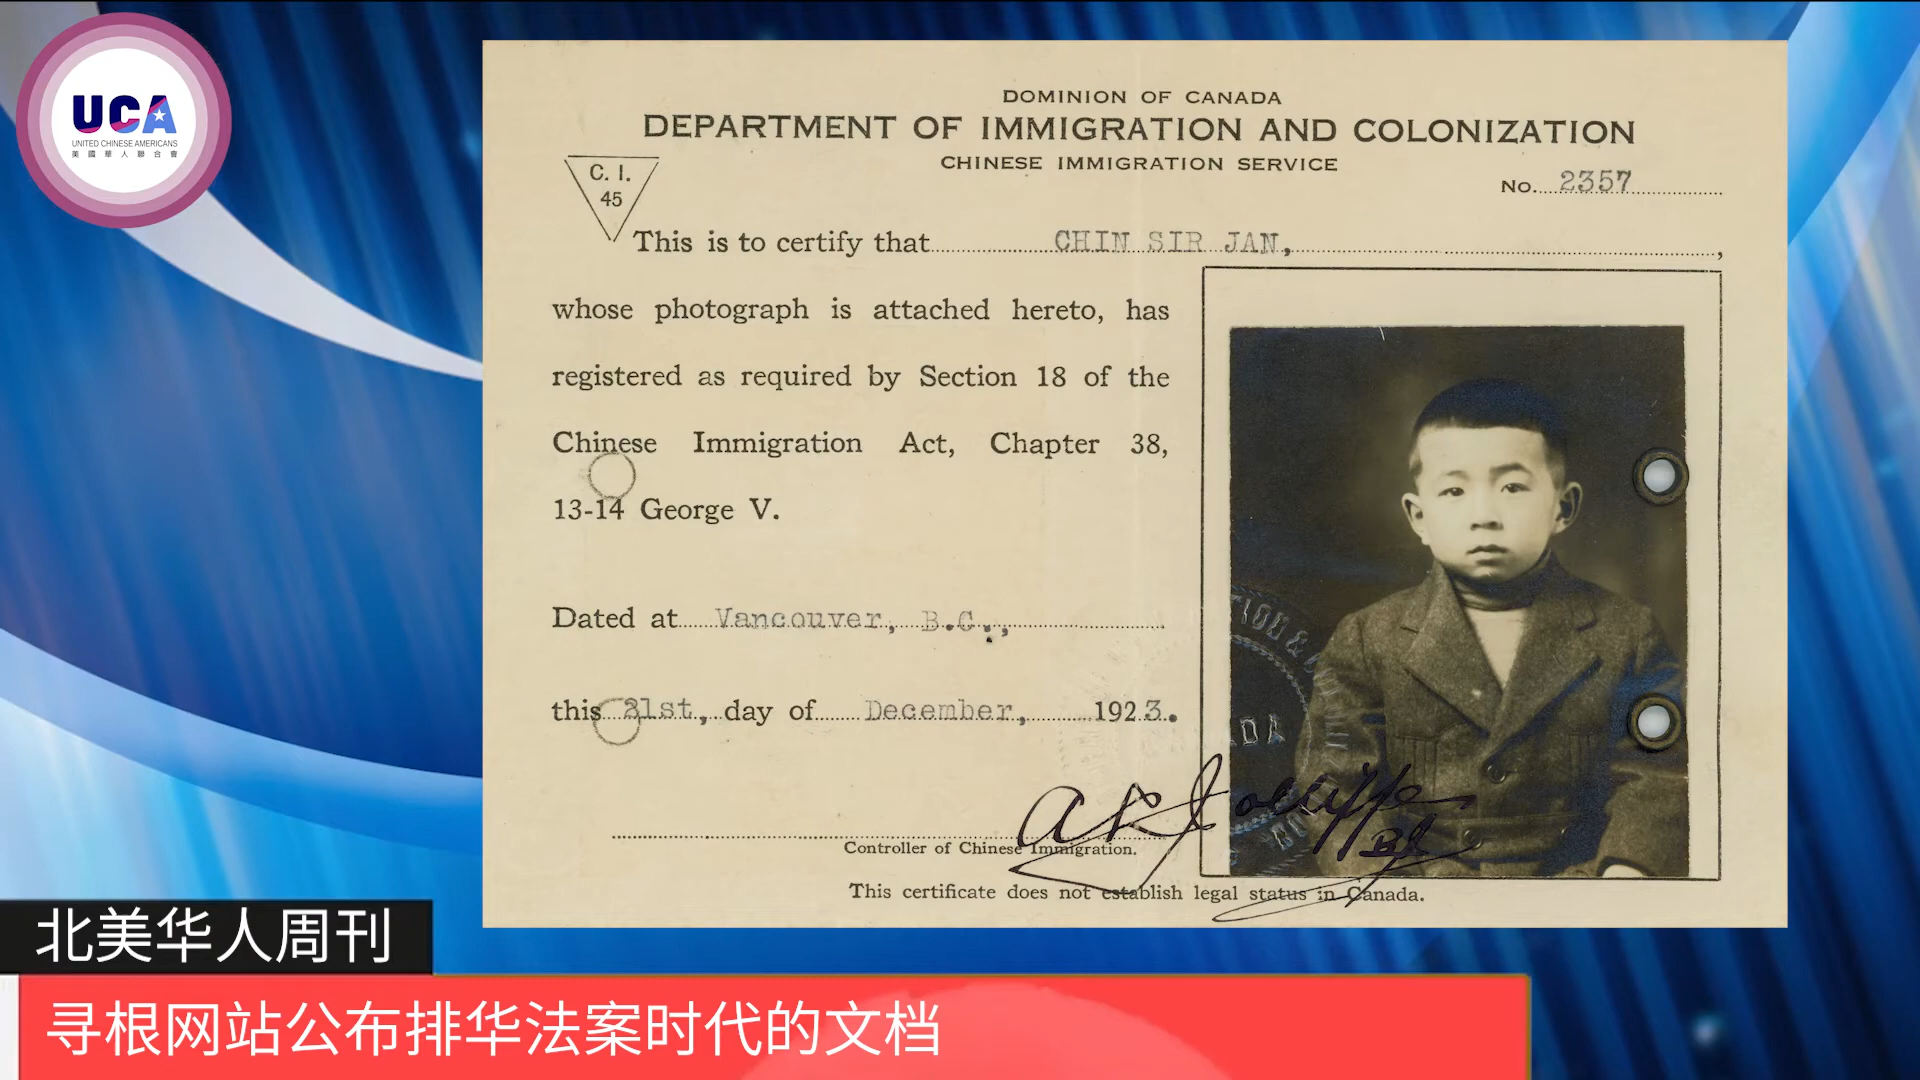 UCA
UNITED CHINESE AMERICANS
美國華人聯合會
DOMINION OF CANADA
DEPARTMENT OF IMMIGRATION AND COLONIZATION
CHINESE IMMIGRATION SERVICE
C. I.
45
No. 2357
This is to certify that CHIN SIR JAN, ,
whose photograph is attached hereto, has
registered as required by Section 18 of the
Chinese Immigration Act, Chapter 38,
13-14 George V.
Dated at Vancouver, B.C.,
this 31st, day of December, 1923.
CANADA
Controller of Chinese Immigration.
This certificate does not establish legal status in Canada.
北美华人周刊
寻根网站公布排华法案时代的文档